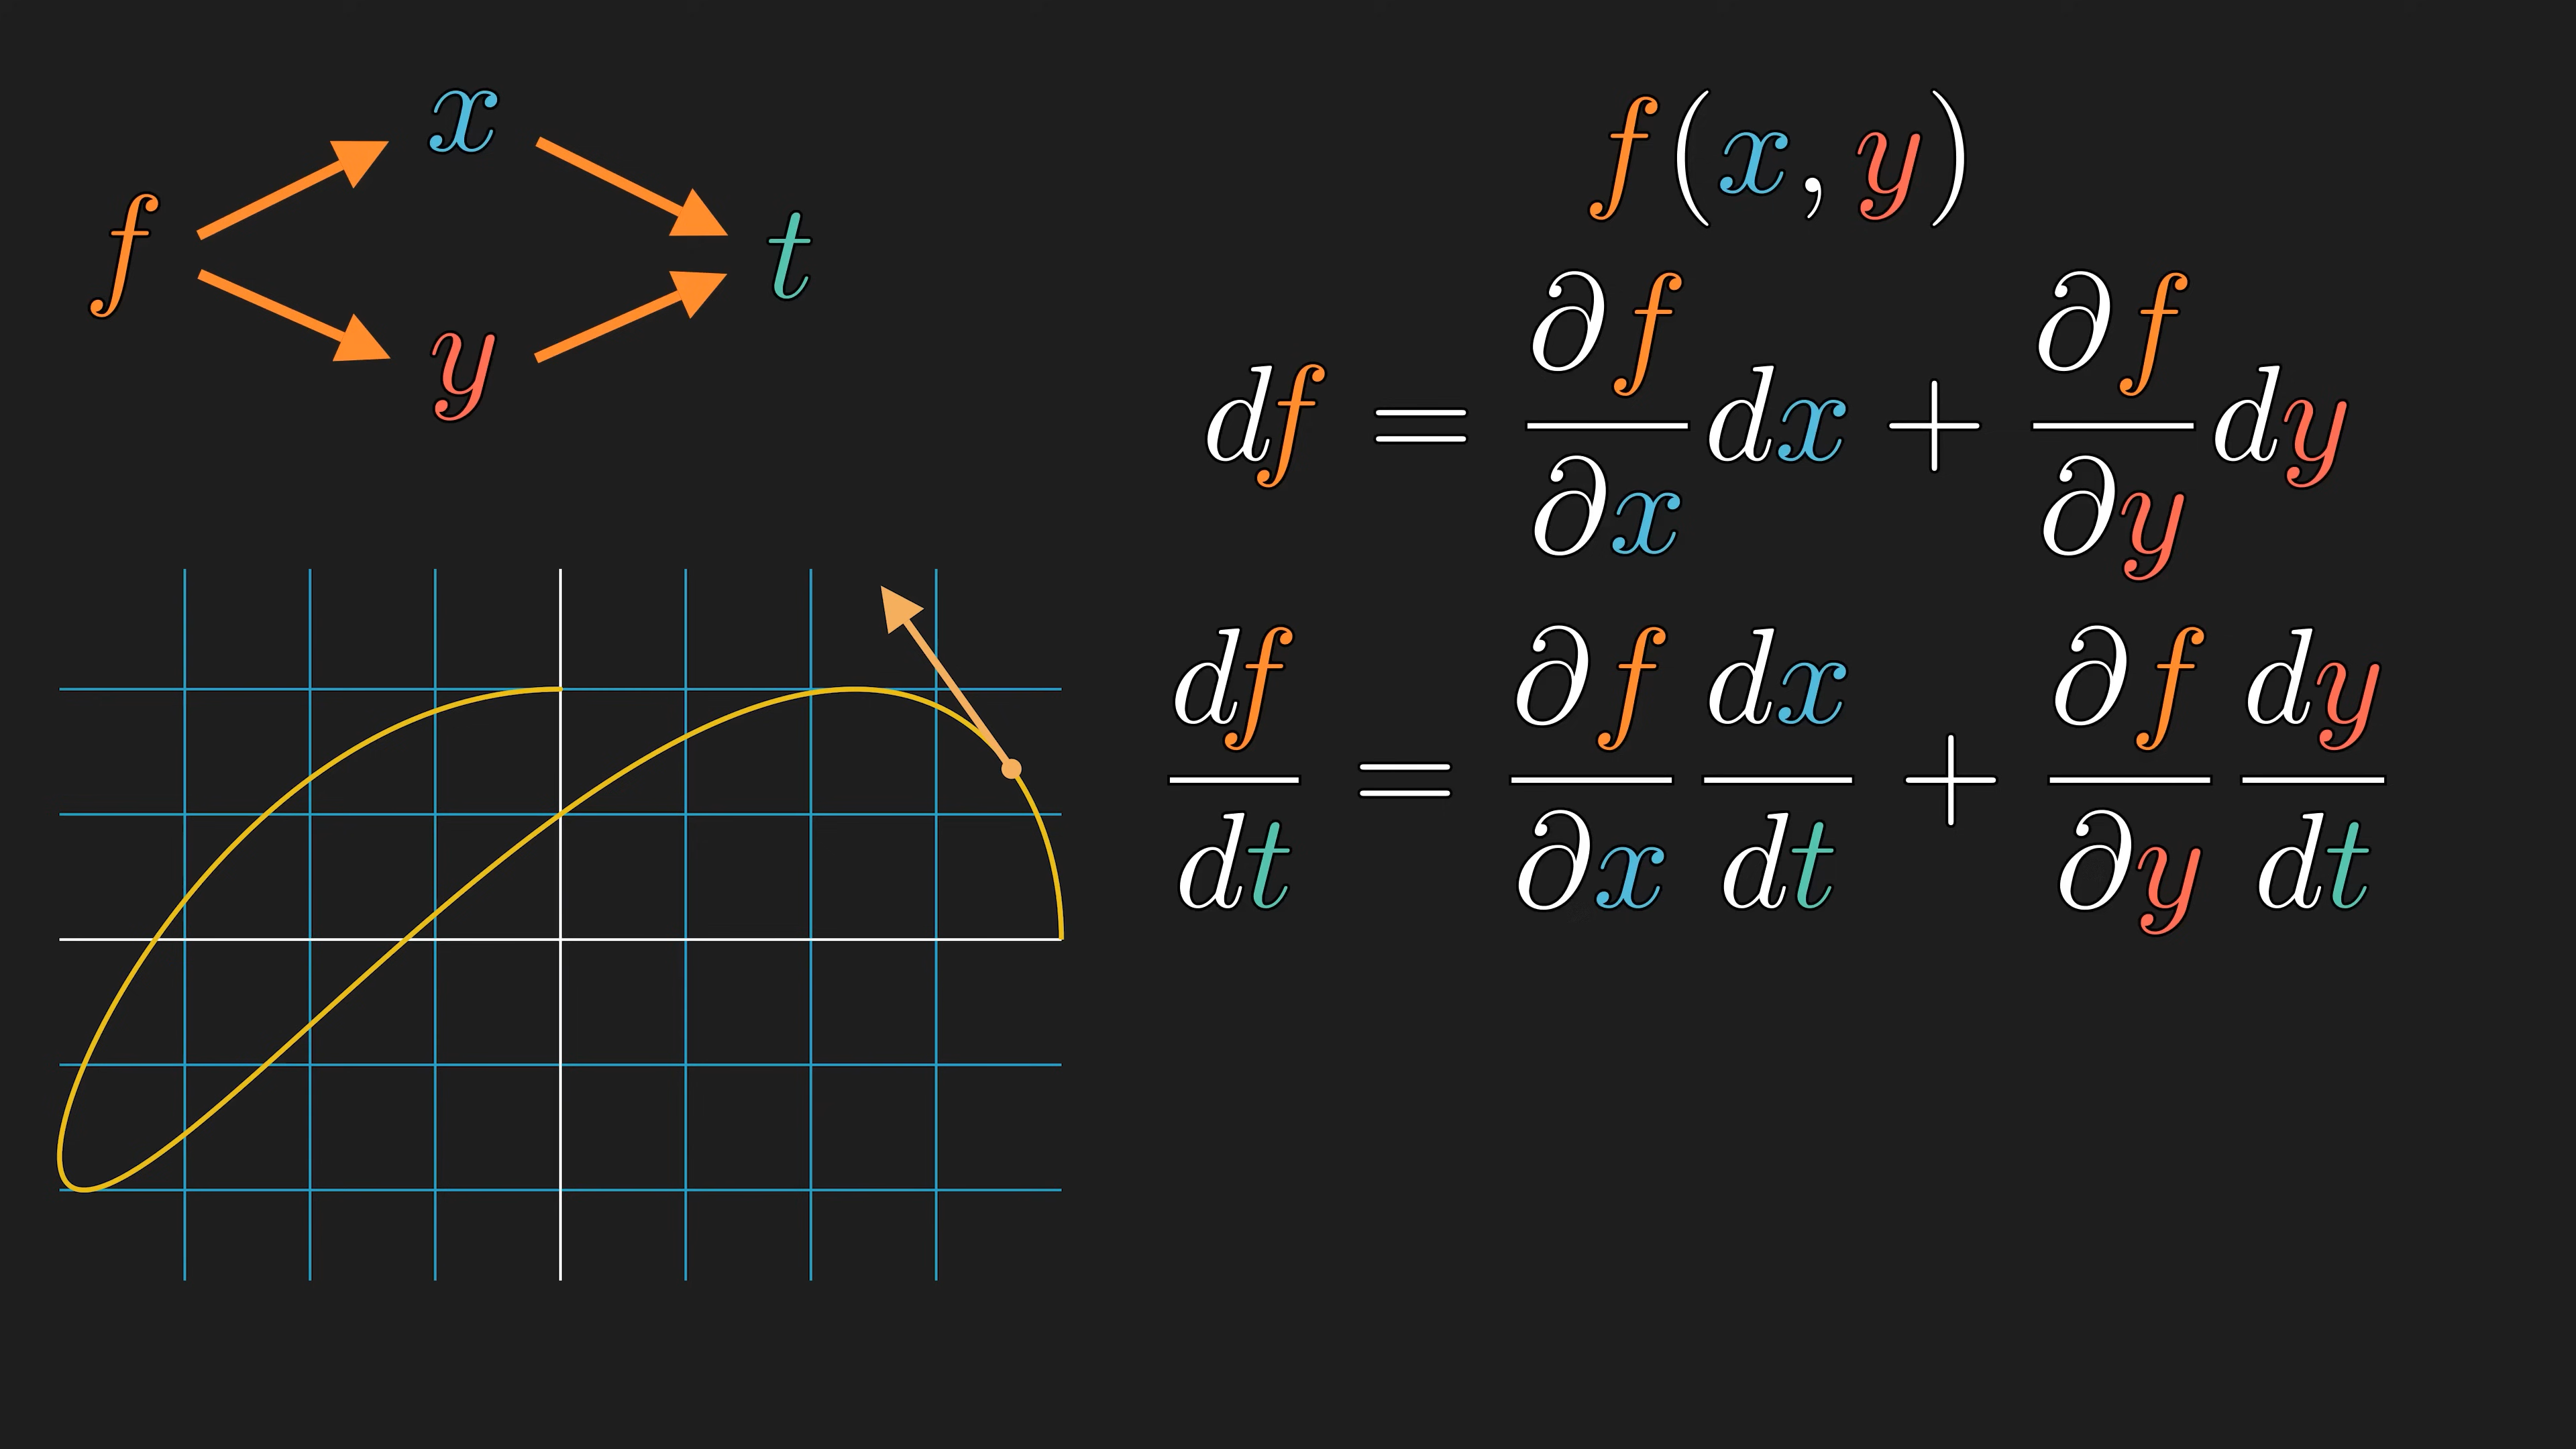 x
f t
y
f(x, y)
df = ∂f/∂x dx + ∂f/∂y dy
df/dt = ∂f/∂x dx/dt + ∂f/∂y dy/dt